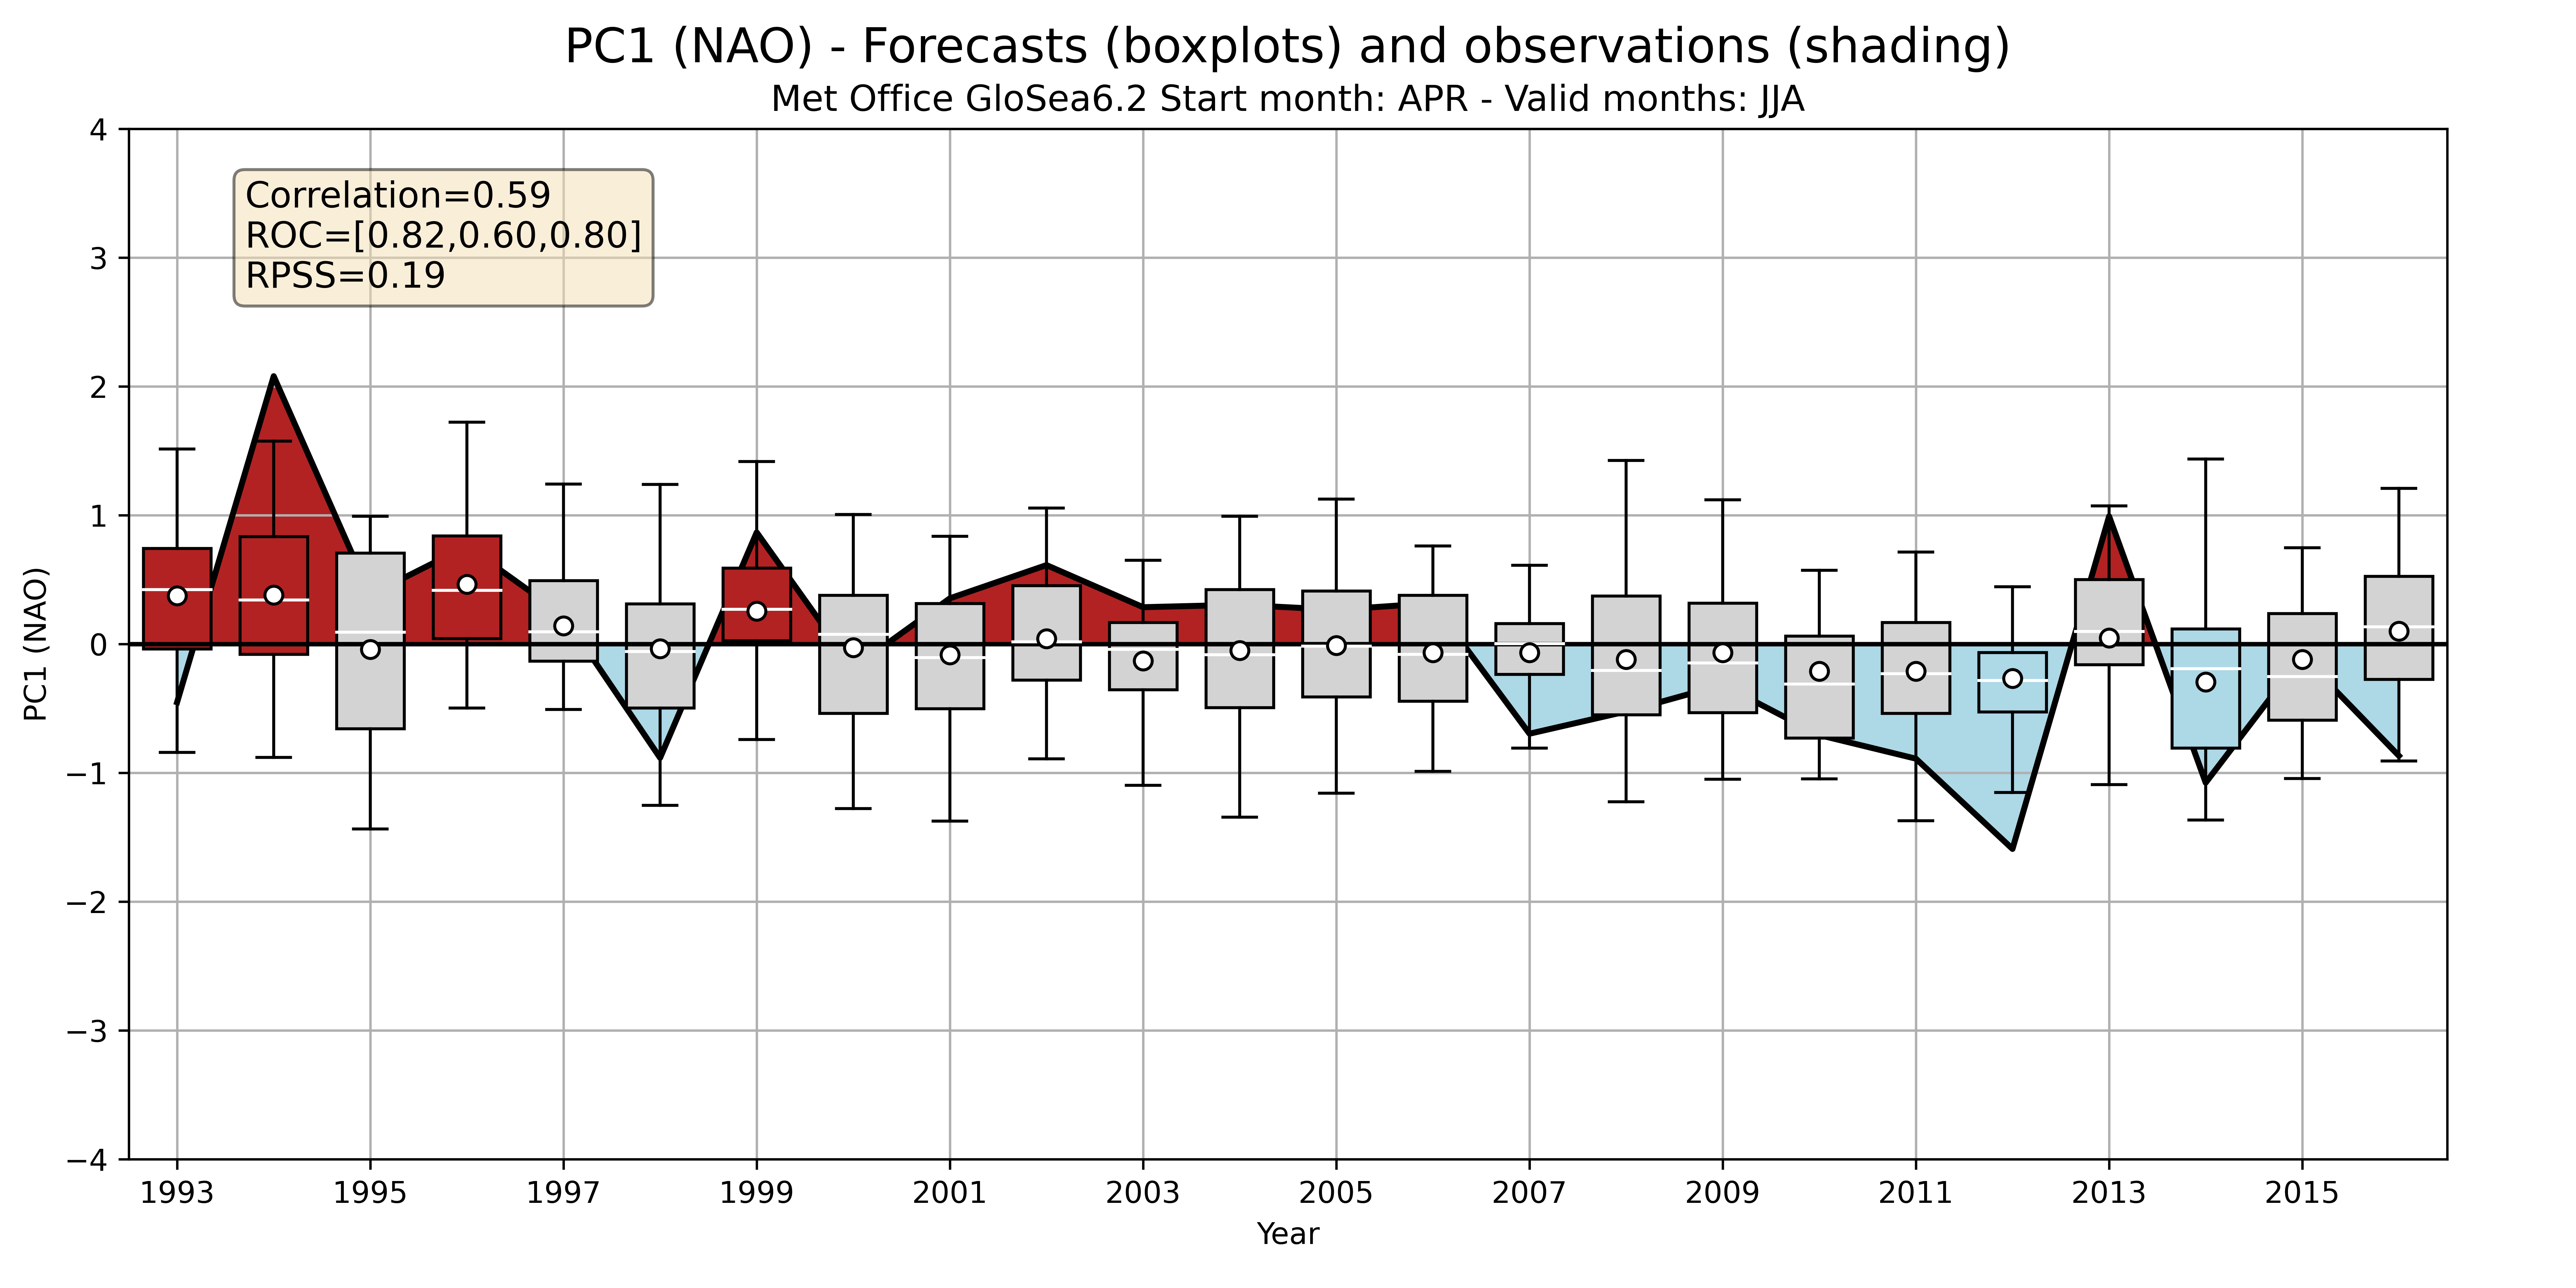 PC1 (NAO) - Forecasts (boxplots) and observations (shading)
Met Office GloSea6.2 Start month: APR - Valid months: JJA
Correlation=0.59
ROC=[0.82,0.60,0.80]
RPSS=0.19
PC1 (NAO)
4
3
2
1
0
−1
−2
−3
−4
1993 1995 1997 1999 2001 2003 2005 2007 2009 2011 2013 2015
Year